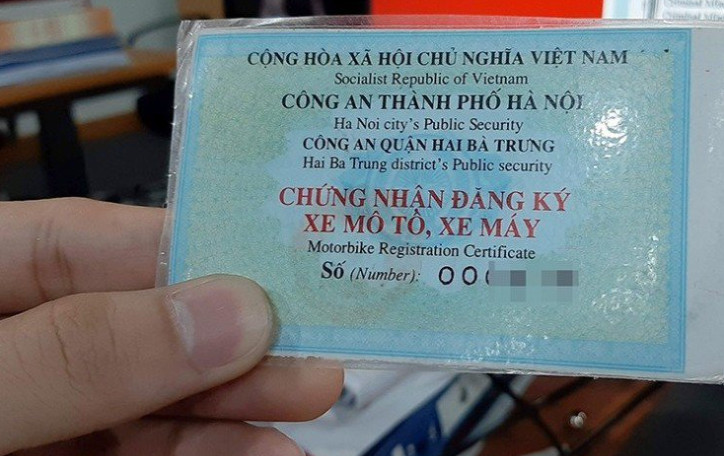 CỘNG HÒA XÃ HỘI CHỦ NGHĨA VIỆT NAM
Socialist Republic of Vietnam
CÔNG AN THÀNH PHỐ HÀ NỘI
Ha Noi city's Public Security
CÔNG AN QUẬN HAI BÀ TRƯNG
Hai Ba Trung district's Public security
CHỨNG NHẬN ĐĂNG KÝ
XE MÔ TÔ, XE MÁY
Motorbike Registration Certificate
Số (Number): 00